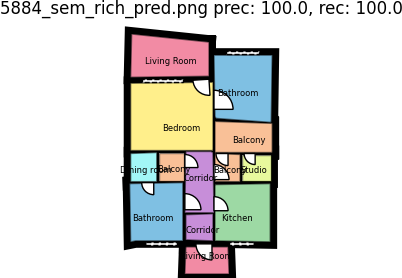 5884_sem_rich_pred.png prec: 100.0, rec: 100.0
Living Room
Bathroom
Bedroom
Balcony
Dining room
Balcony
Corridor
Balcony
Studio
Bathroom
Kitchen
Corridor
Living Room